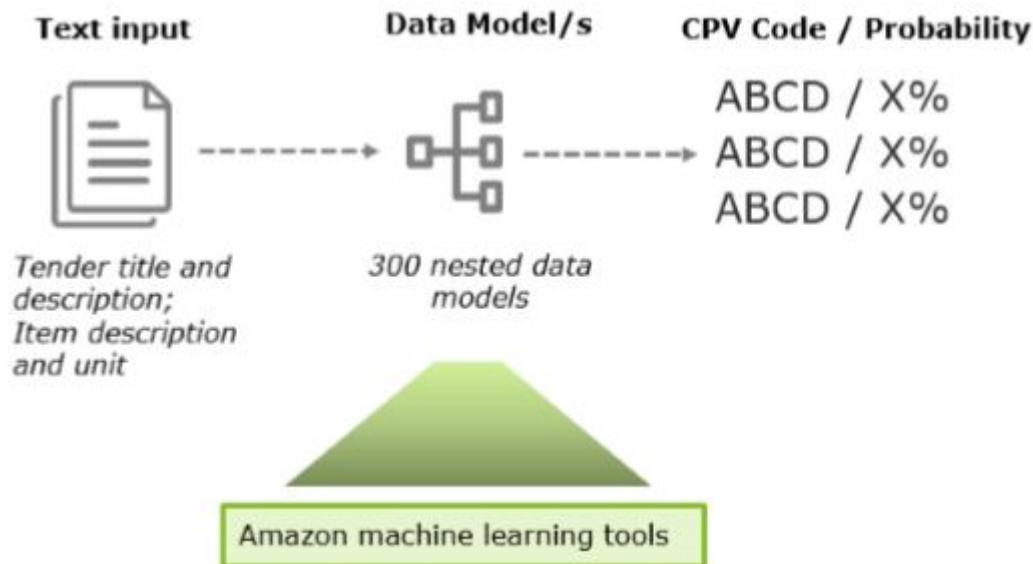 Text input
Data Model/s
CPV Code / Probability
ABCD / X%
ABCD / X%
ABCD / X%
Tender title and
description;
Item description
and unit
300 nested data
models
Amazon machine learning tools